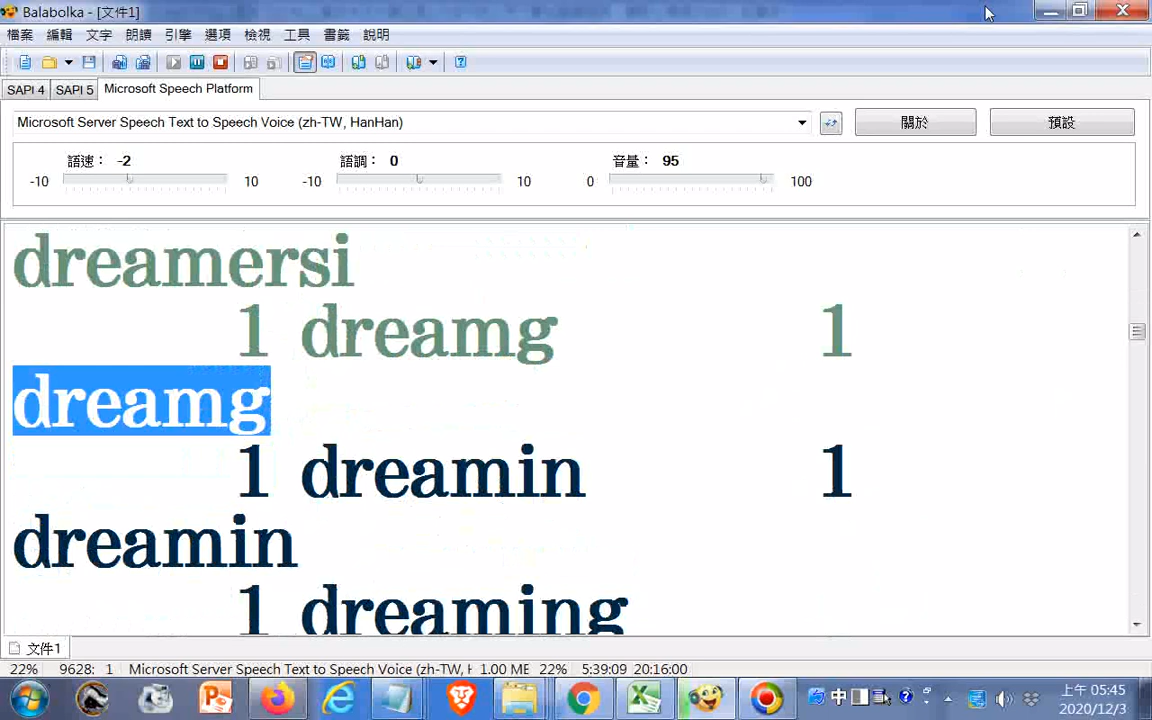 Balabolka - [文件1]
檔案 編輯 文字 朗讀 引擎 選項 檢視 工具 書籤 說明
SAPI 4 SAPI 5 Microsoft Speech Platform
Microsoft Server Speech Text to Speech Voice (zh-TW, HanHan) 關於 預設
語速： -2 語調： 0 音量： 95
-10 10 -10 10 0 100
dreamersi
1 dreamg 1
dreamg
1 dreamin 1
dreamin
1 dreaming
文件1
22% 9628: 1 Microsoft Server Speech Text to Speech Voice (zh-TW, H 1.00 ME 22% 5:39:09 20:16:00
中 上午 05:45
2020/12/3